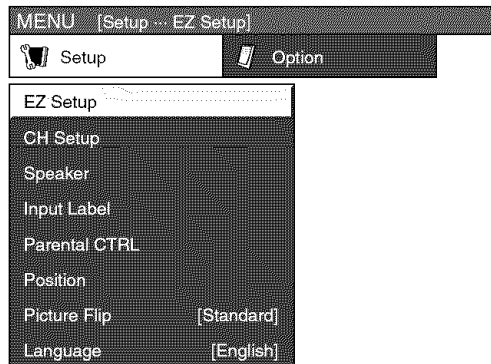 MENU [Setup ··· EZ Setup]
Setup Option
EZ Setup
CH Setup
Speaker
Input Label
Parental CTRL
Position
Picture Flip [Standard]
Language [English]